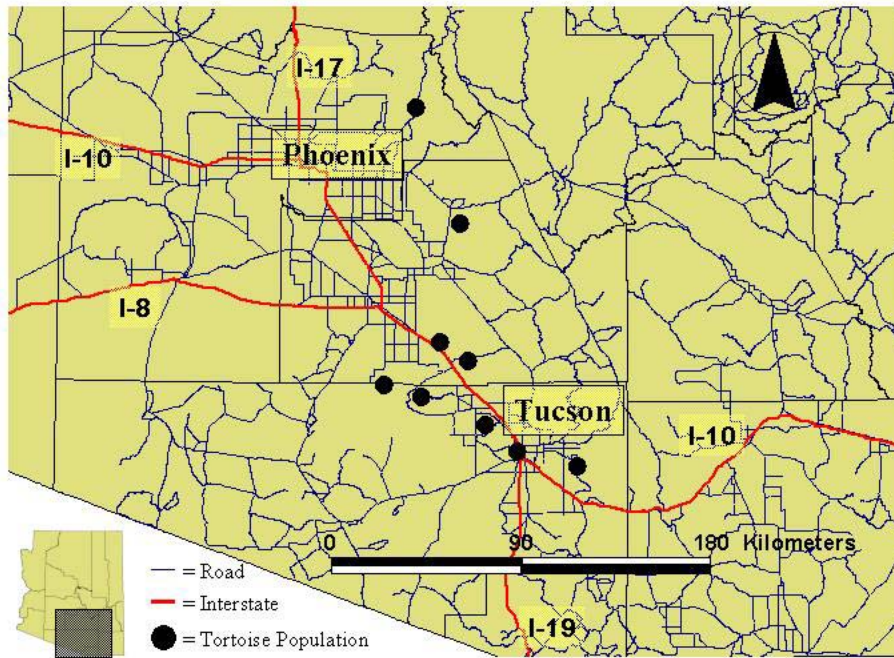 I-17
Phoenix
I-10
I-8
Tucson
I-10
0 90 180 Kilometers
= Road
= Interstate
= Tortoise Population
I-19